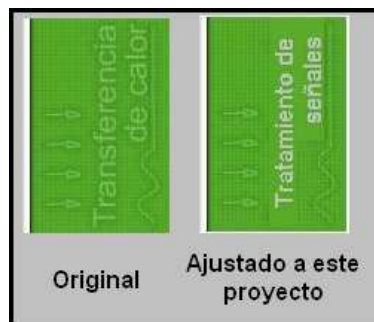 Transferencia
de calor
Tratamiento de
señales
Original
Ajustado a este
proyecto